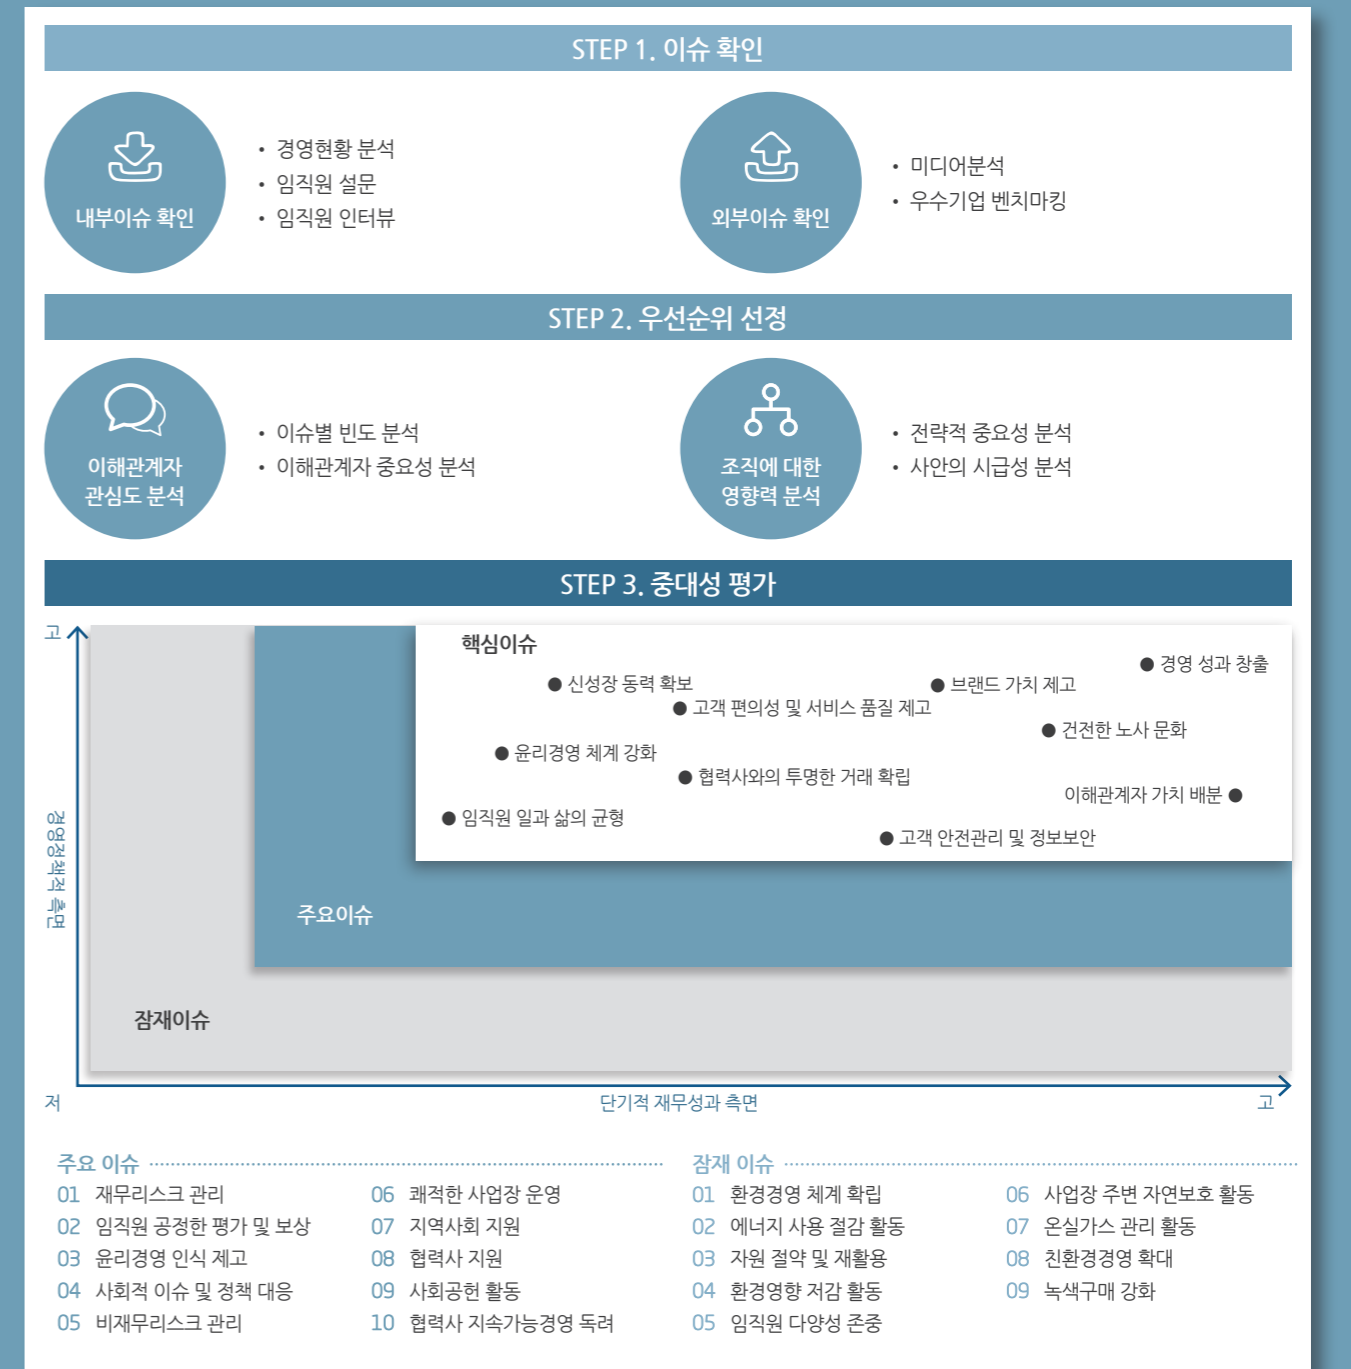 STEP 1. 이슈 확인
내부이슈 확인
• 경영현황 분석
• 임직원 설문
• 임직원 인터뷰
외부이슈 확인
• 미디어분석
• 우수기업 벤치마킹
STEP 2. 우선순위 선정
이해관계자
관심도 분석
• 이슈별 빈도 분석
• 이해관계자 중요성 분석
조직에 대한
영향력 분석
• 전략적 중요성 분석
• 사안의 시급성 분석
STEP 3. 중대성 평가
고
경영정책적 측면
핵심이슈
● 경영 성과 창출
● 신성장 동력 확보
● 브랜드 가치 제고
● 고객 편의성 및 서비스 품질 제고
● 건전한 노사 문화
● 윤리경영 체계 강화
● 협력사와의 투명한 거래 확립
이해관계자 가치 배분 ●
● 임직원 일과 삶의 균형
● 고객 안전관리 및 정보보안
주요이슈
잠재이슈
저
단기적 재무성과 측면
고
주요 이슈
01 재무리스크 관리
02 임직원 공정한 평가 및 보상
03 윤리경영 인식 제고
04 사회적 이슈 및 정책 대응
05 비재무리스크 관리
06 쾌적한 사업장 운영
07 지역사회 지원
08 협력사 지원
09 사회공헌 활동
10 협력사 지속가능경영 독려
잠재 이슈
01 환경경영 체계 확립
02 에너지 사용 절감 활동
03 자원 절약 및 재활용
04 환경영향 저감 활동
05 임직원 다양성 존중
06 사업장 주변 자연보호 활동
07 온실가스 관리 활동
08 친환경경영 확대
09 녹색구매 강화